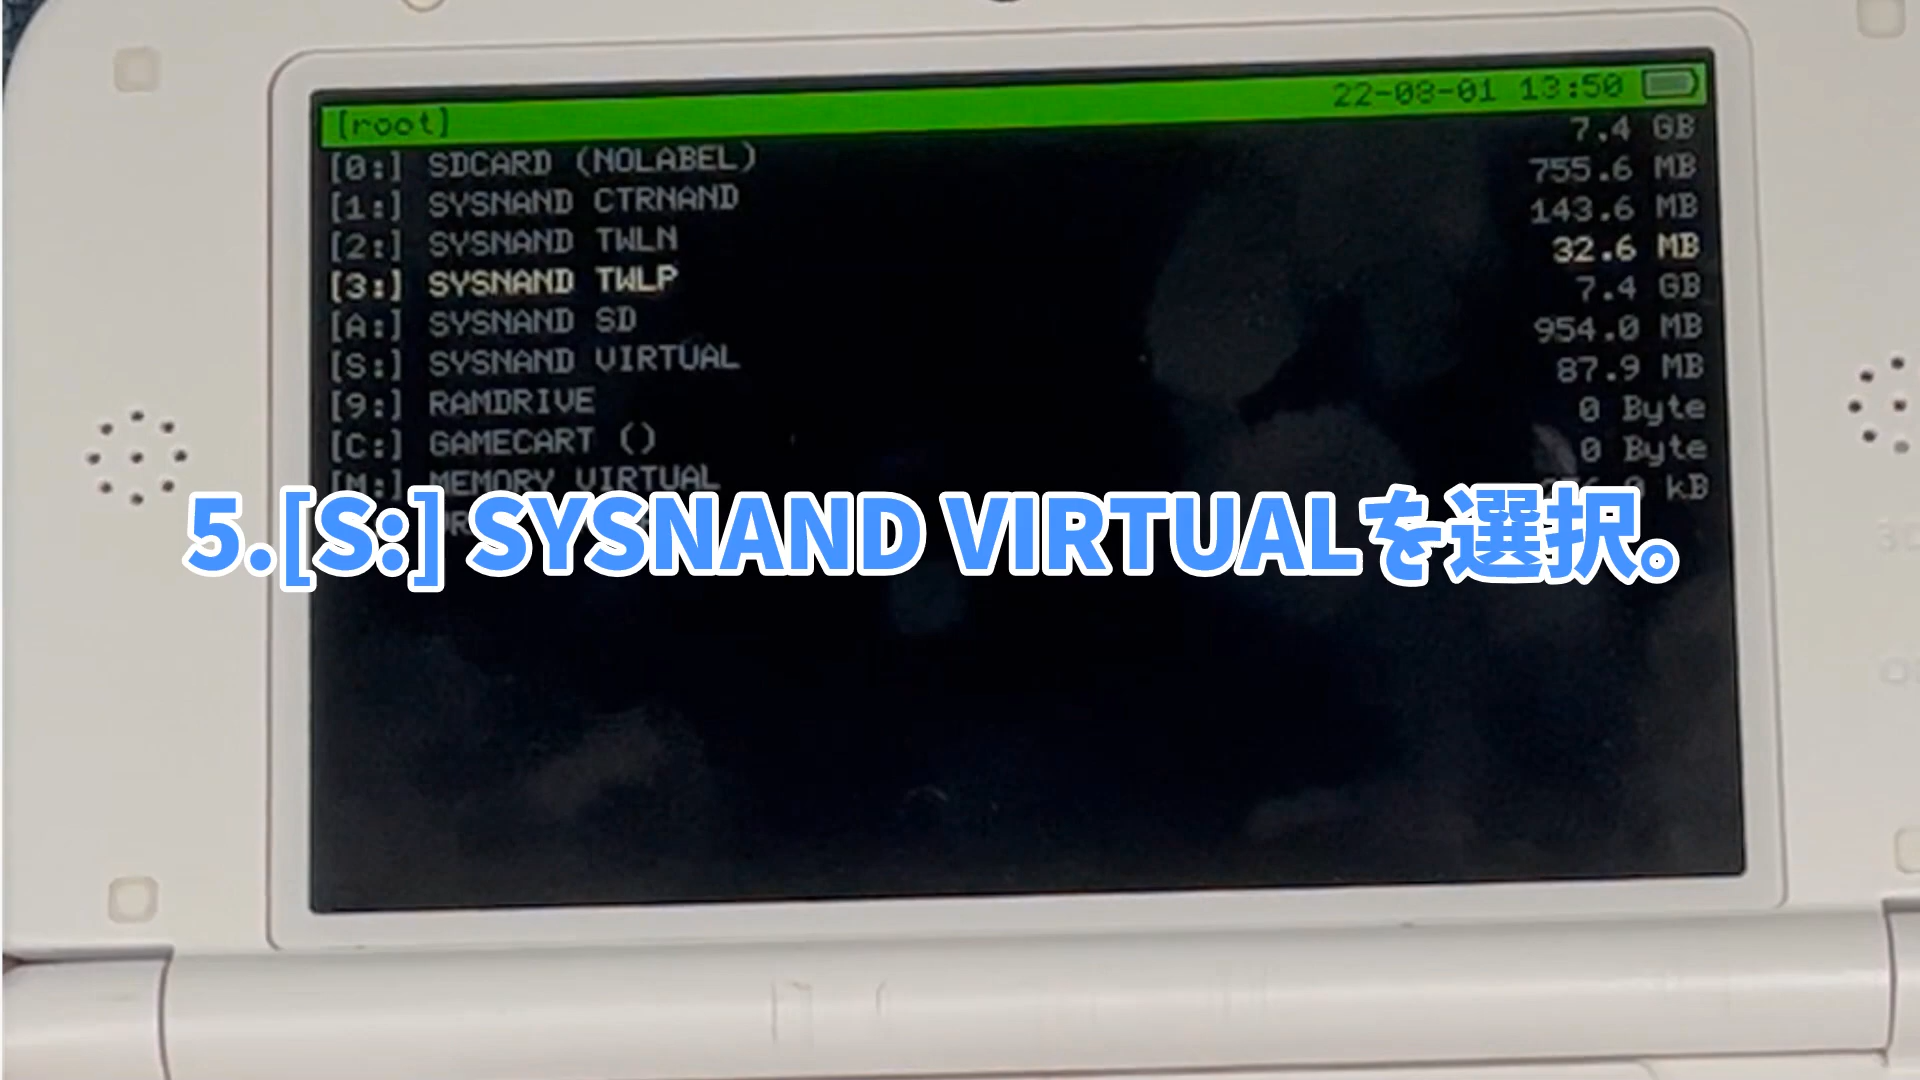 [root] 22-08-01 13:50
[0:] SDCARD (NOLABEL) 7.4 GB
[1:] SYSNAND CTRNAND 755.6 MB
[2:] SYSNAND TWLN 143.6 MB
[3:] SYSNAND TWLP 32.6 MB
[A:] SYSNAND SD 7.4 GB
[S:] SYSNAND VIRTUAL 954.0 MB
[9:] RAMDRIVE 87.9 MB
[C:] GAMECART () 0 Byte
[M:] MEMORY VIRTUAL 0 Byte
kB
5.[S:] SYSNAND VIRTUALを選択。